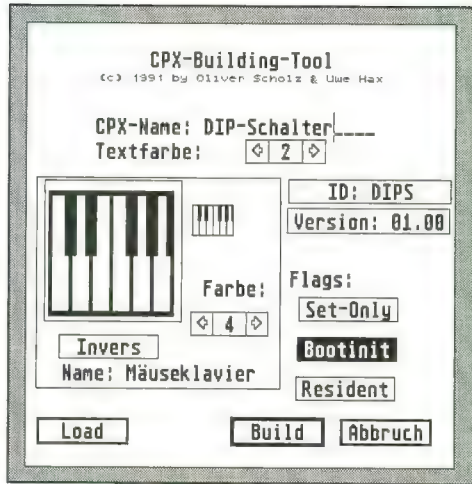 CPX-Building-Tool
(c) 1991 by Oliver Scholz & Uwe Hax
CPX-Name: DIP-Schalter____
Textfarbe: 2
ID: DIPS
Version: 01.00
Farbe: 4
Flags:
Set-Only
Invers
Bootinit
Name: Mäuseklavier
Resident
Load
Build
Abbruch